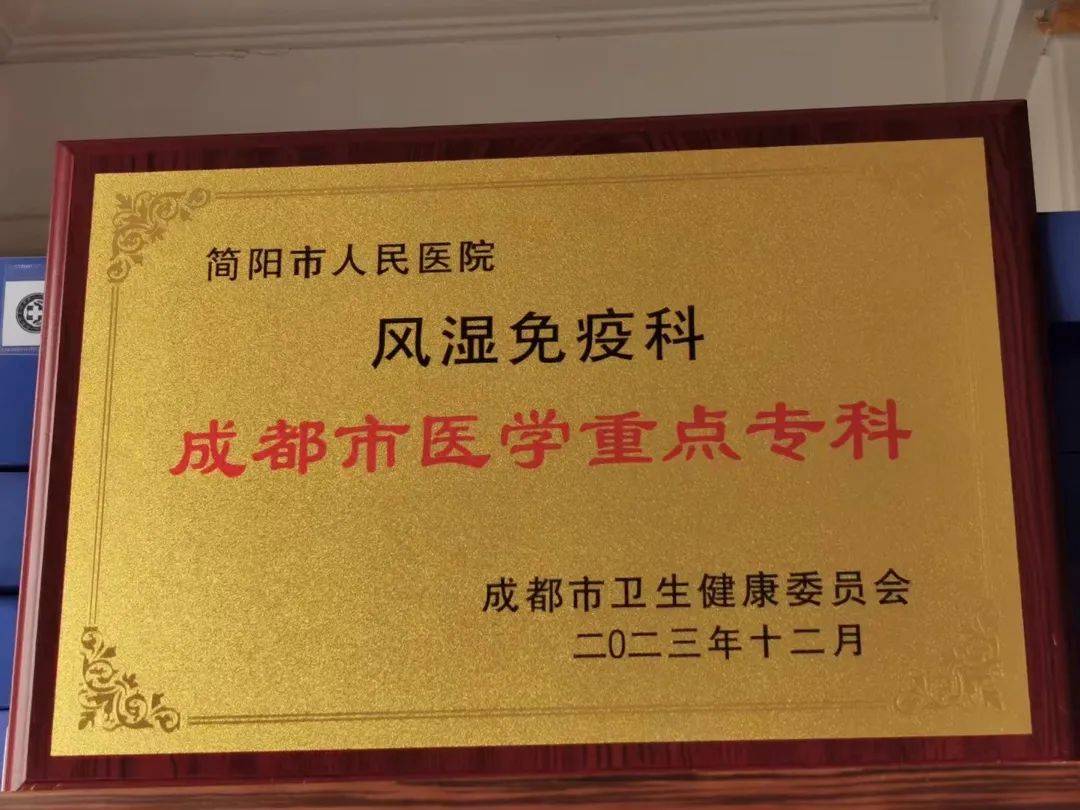 简阳市人民医院
风湿免疫科
成都市医学重点专科
成都市卫生健康委员会
二0二三年十二月